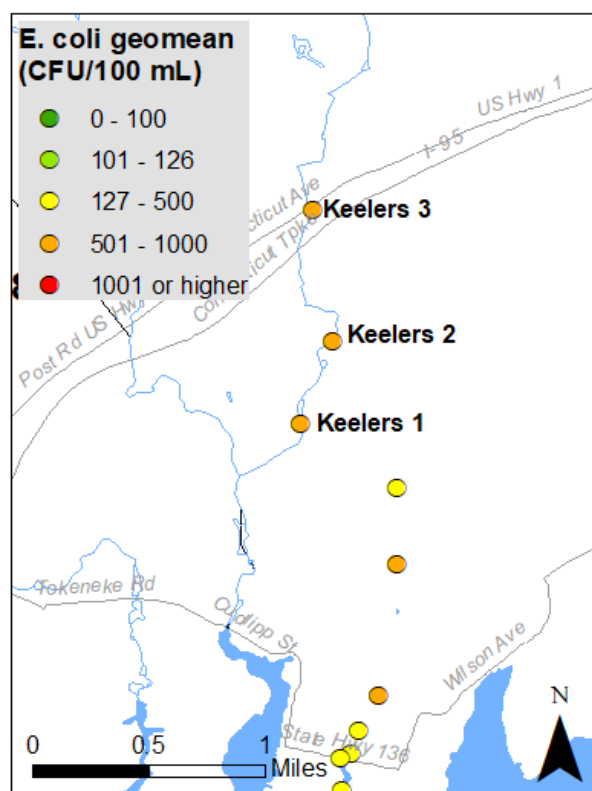 E. coli geomean
(CFU/100 mL)
0 - 100
101 - 126
127 - 500
501 - 1000
1001 or higher
US Hwy 1
I-95
cticut Ave
Keelers 3
Tpke
Post Rd US Hwy
Keelers 2
Keelers 1
Tokeneke Rd
Cudlipp St
Wilson Ave
State Hwy 136
N
0 0.5 1
Miles